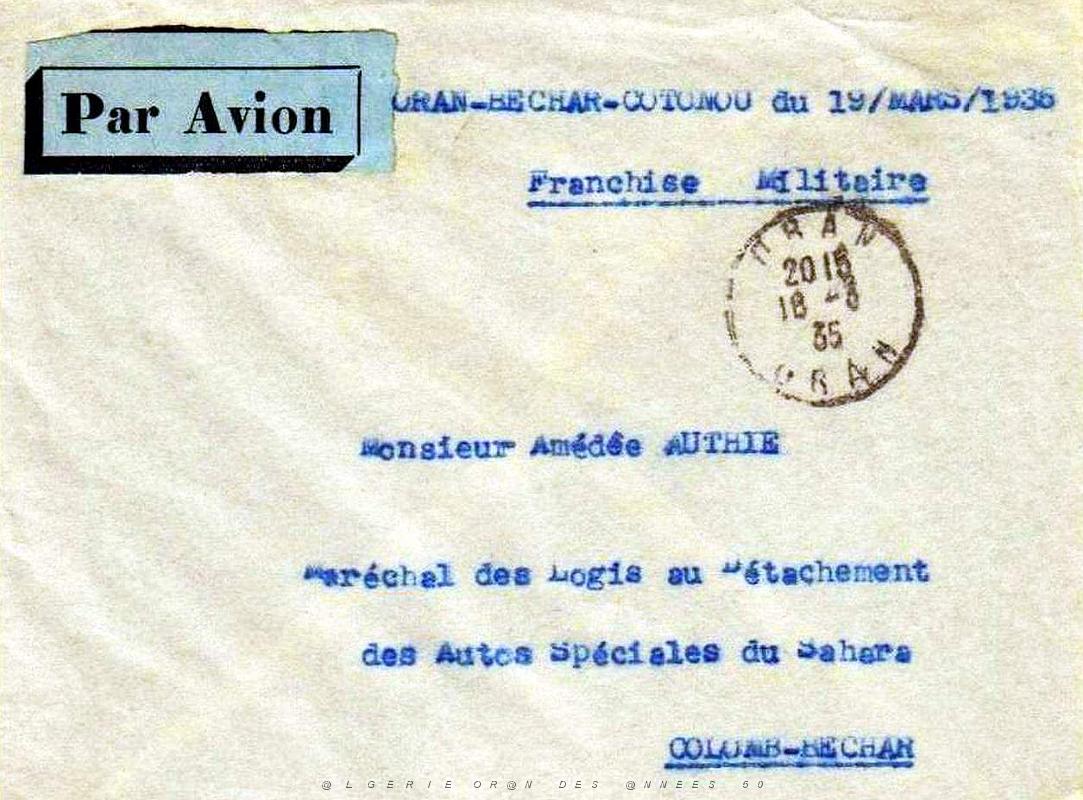 Par Avion
ORAN-BECHAR-COTONOU du 19/MARS/1936
Franchise Militaire
ORAN
20 15
18 -3
35
ORAN
Monsieur Amédée AUTHIE
Maréchal des Logis au Détachement
des Autos Spéciales du Sahara
COLOMB-BECHAR
@LGERIE OR@N DES @NNEES 60